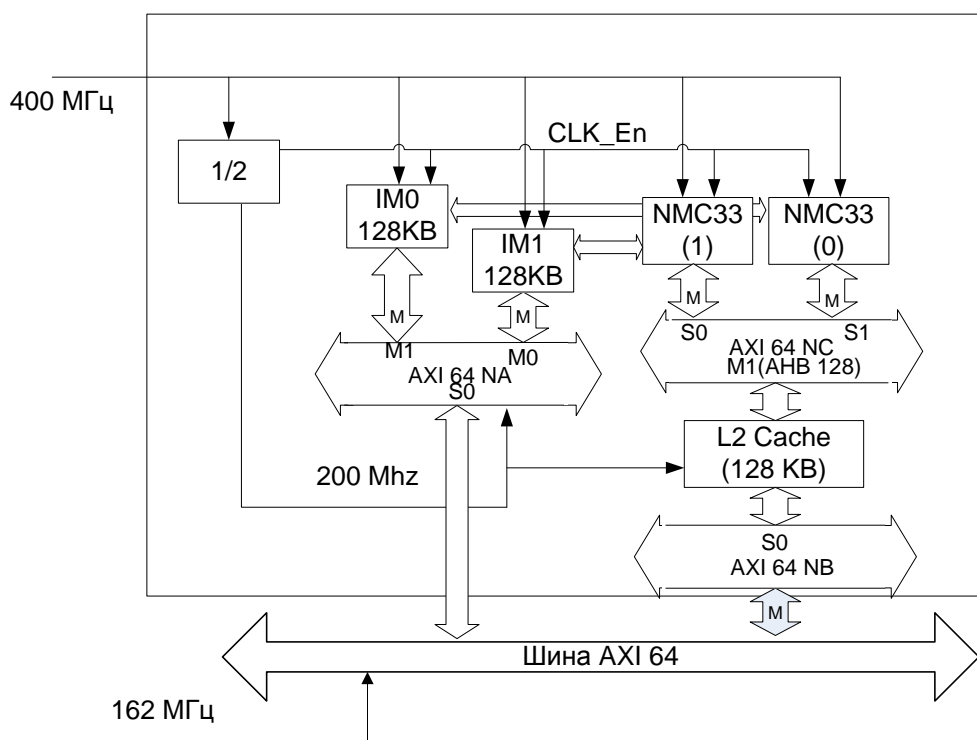 400 МГц
CLK_En
1/2
IM0
128KB
IM1
128KB
NMC33
(1)
NMC33
(0)
M
M
M
M
M1
M0
AXI 64 NA
S0
S0
S1
AXI 64 NC
M1(AHB 128)
L2 Cache
(128 KB)
200 Mhz
S0
AXI 64 NB
M
Шина AXI 64
162 МГц